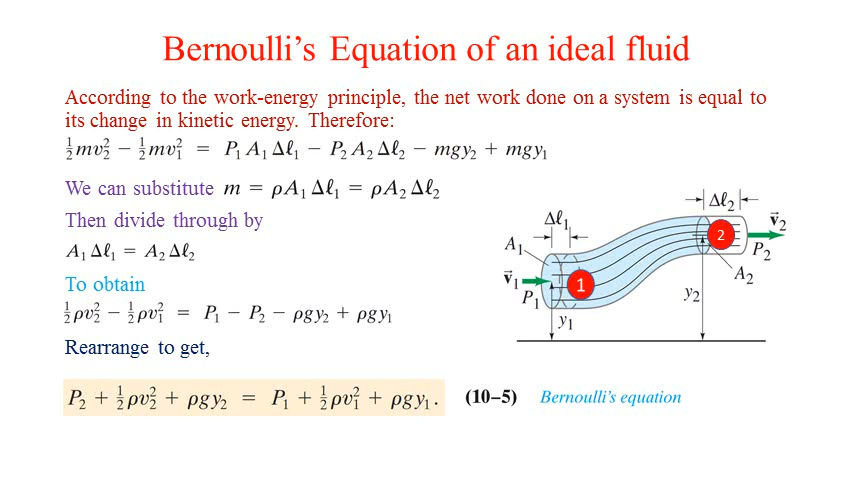 Bernoulli’s Equation of an ideal fluid
According to the work-energy principle, the net work done on a system is equal to
its change in kinetic energy. Therefore:
½mv₂² − ½mv₁² = P₁A₁Δℓ₁ − P₂A₂Δℓ₂ − mgy₂ + mgy₁
We can substitute m = ρA₁Δℓ₁ = ρA₂Δℓ₂
Then divide through by
A₁Δℓ₁ = A₂Δℓ₂
To obtain
½ρv₂² − ½ρv₁² = P₁ − P₂ − ρgy₂ + ρgy₁
Rearrange to get,
P₂ + ½ρv₂² + ρgy₂ = P₁ + ½ρv₁² + ρgy₁. (10–5) Bernoulli’s equation
Δℓ₂
Δℓ₁
v⃗₂
2
A₁
P₂
v⃗₁
1
A₂
P₁
y₂
y₁